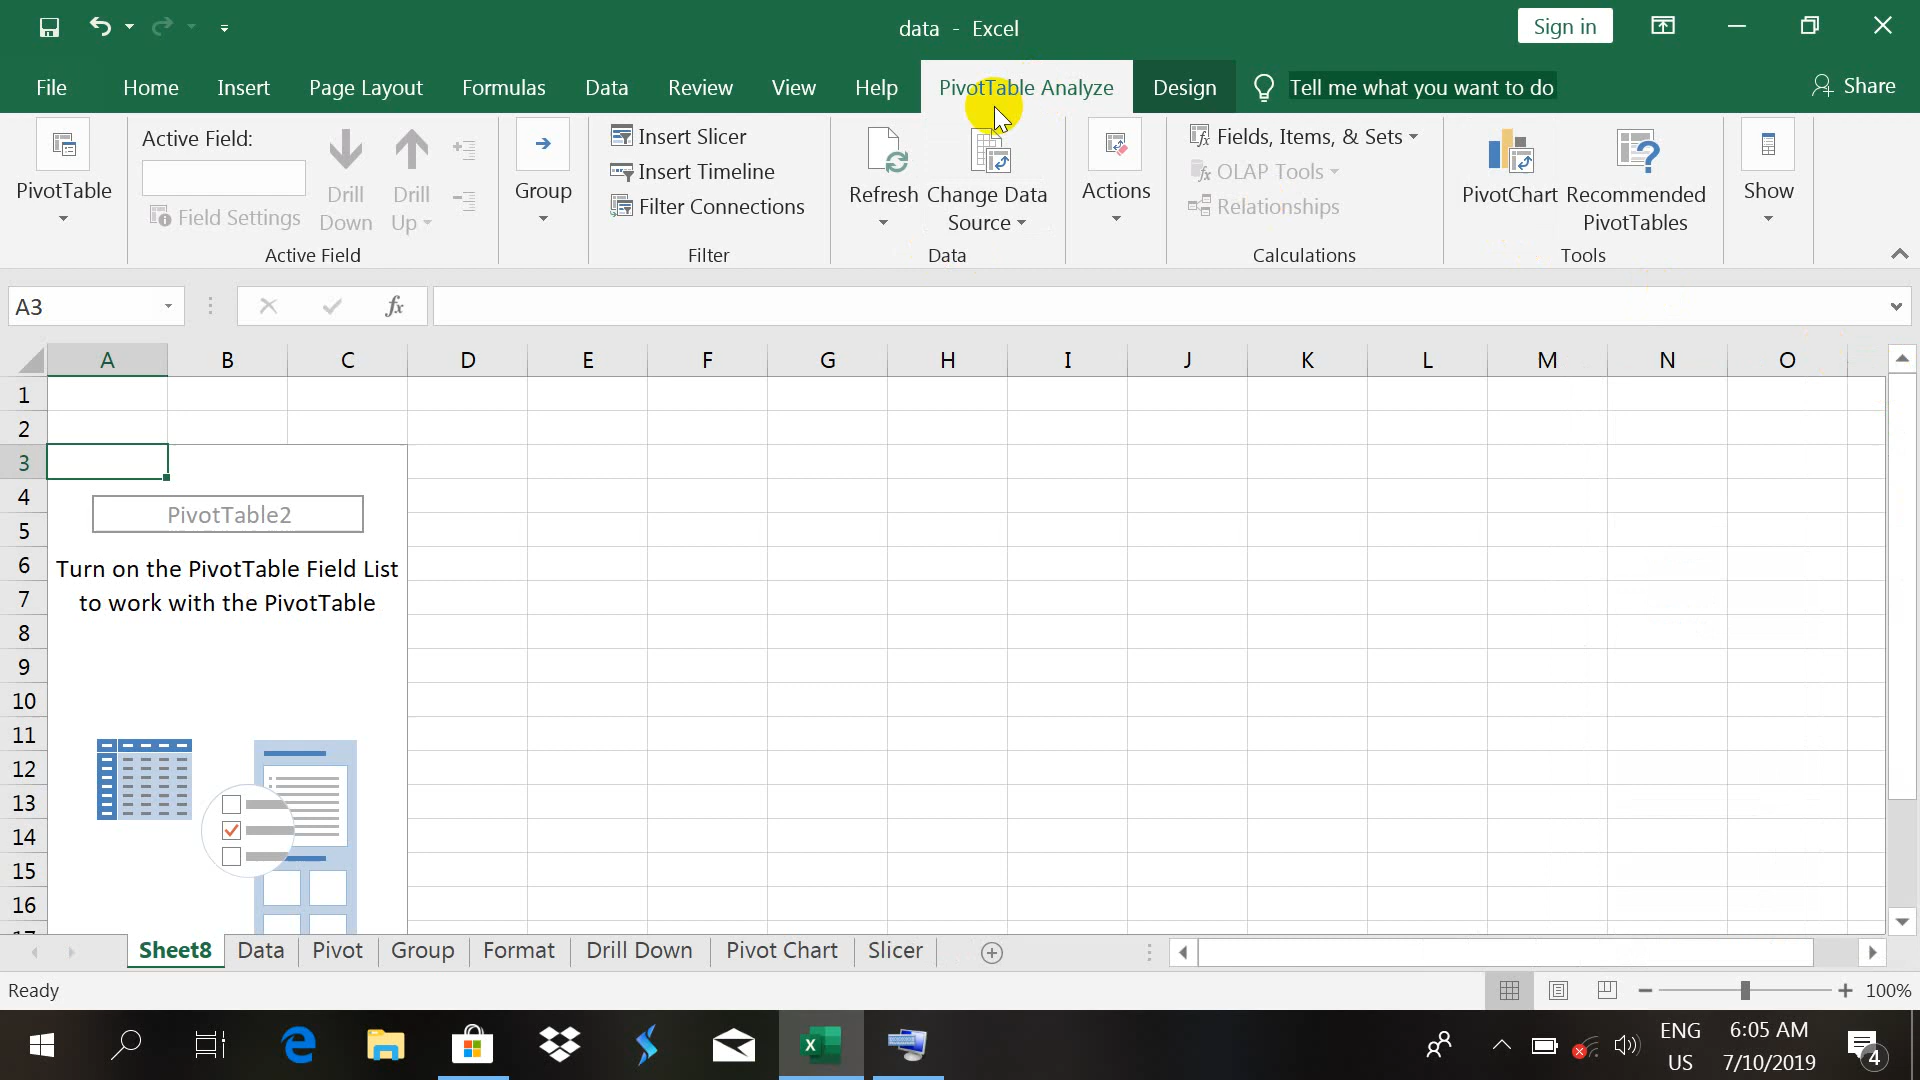 data - Excel
Sign in
File Home Insert Page Layout Formulas Data Review View Help PivotTable Analyze Design Tell me what you want to do Share
PivotTable
Active Field:
Field Settings
Drill
Down
Drill
Up
Active Field
Group
Insert Slicer
Insert Timeline
Filter Connections
Filter
Refresh
Change Data
Source
Data
Actions
Fields, Items, & Sets
OLAP Tools
Relationships
Calculations
PivotChart
Recommended
PivotTables
Tools
Show
A3
fx
A B C D E F G H I J K L M N O
1
2
3
4
PivotTable2
5
6
Turn on the PivotTable Field List
7
to work with the PivotTable
8
9
10
11
12
13
14
15
16
17
Sheet8 Data Pivot Group Format Drill Down Pivot Chart Slicer
Ready
100%
ENG
US
6:05 AM
7/10/2019
4